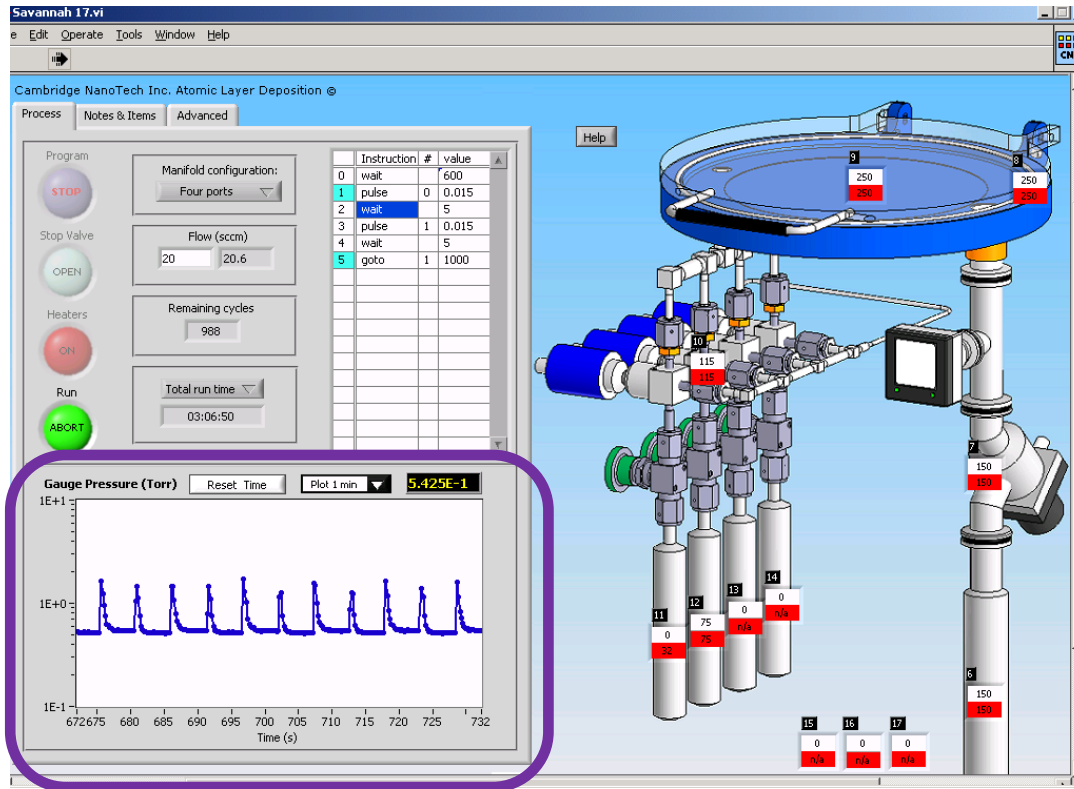 Savannah 17.vi
e Edit Operate Tools Window Help
CN
Cambridge NanoTech Inc. Atomic Layer Deposition ©
Process Notes & Items Advanced
Help
Program
STOP
Stop Valve
OPEN
Heaters
ON
Run
ABORT
Manifold configuration:
Four ports
Flow (sccm)
20 20.6
Remaining cycles
988
Total run time
03:06:50
Instruction # value
0 wait 600
1 pulse 0 0.015
2 wait 5
3 pulse 1 0.015
4 wait 5
5 goto 1 1000
9
250
250
8
250
250
10
115
115
7
150
150
11
0
32
12
75
75
13
0
n/a
14
0
n/a
6
150
150
15 16 17
0 0 0
n/a n/a n/a
Gauge Pressure (Torr) Reset Time Plot 1 min 5.425E-1
1E+1
1E+0
1E-1
672 675 680 685 690 695 700 705 710 715 720 725 732
Time (s)